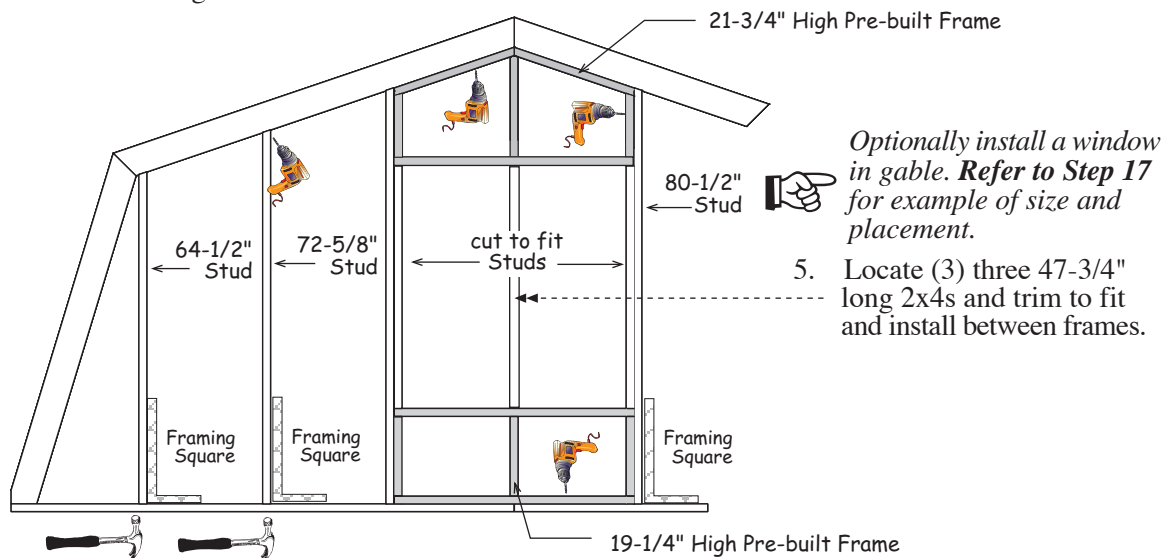 21-3/4" High Pre-built Frame
Optionally install a window
in gable. Refer to Step 17
for example of size and
placement.
80-1/2"
Stud
64-1/2"
Stud
72-5/8"
Stud
cut to fit
Studs
5. Locate (3) three 47-3/4"
long 2x4s and trim to fit
and install between frames.
Framing
Square
Framing
Square
Framing
Square
19-1/4" High Pre-built Frame